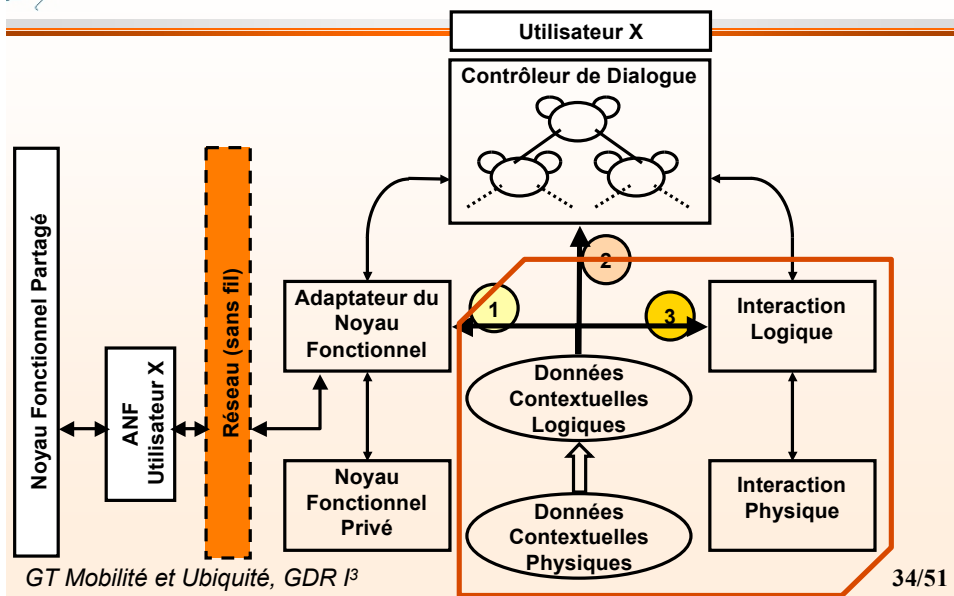 Utilisateur X
Contrôleur de Dialogue
Noyau Fonctionnel Partagé
ANF
Utilisateur X
Réseau (sans fil)
Adaptateur du
Noyau
Fonctionnel
1
2
3
Interaction
Logique
Données
Contextuelles
Logiques
Noyau
Fonctionnel
Privé
Données
Contextuelles
Physiques
Interaction
Physique
GT Mobilité et Ubiquité, GDR I³
34/51